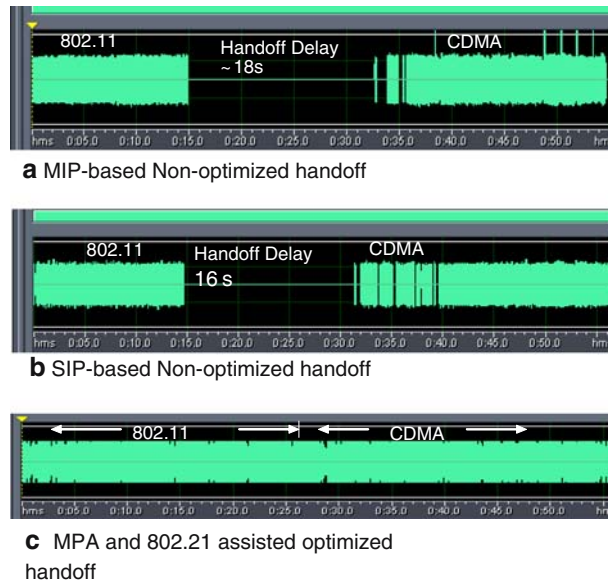 802.11
Handoff Delay
~18s
CDMA
hms 0:05.0 0:10.0 0:15.0 0:20.0 0:25.0 0:30.0 0:35.0 0:40.0 0:45.0 0:50.0 hm
a MIP-based Non-optimized handoff
802.11
Handoff Delay
16 s
CDMA
hms 0:05.0 0:10.0 0:15.0 0:20.0 0:25.0 0:30.0 0:35.0 0:40.0 0:45.0 0:50.0 hm
b SIP-based Non-optimized handoff
802.11
CDMA
hms 0:05.0 0:10.0 0:15.0 0:20.0 0:25.0 0:30.0 0:35.0 0:40.0 0:45.0 0:50.0 hm
c MPA and 802.21 assisted optimized
handoff